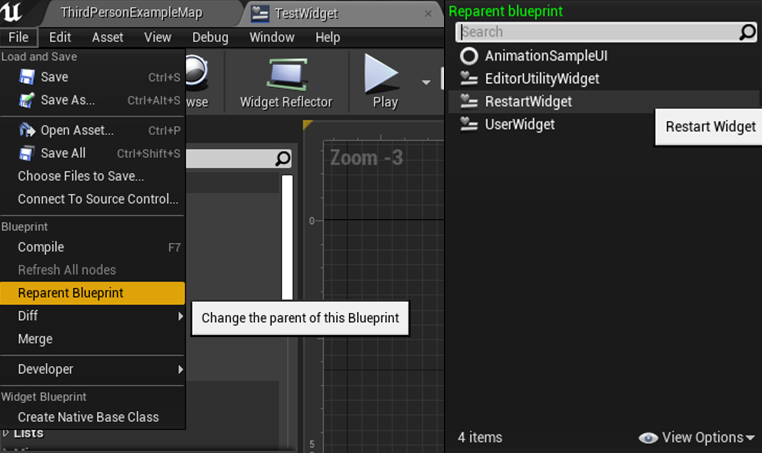 ThirdPersonExampleMap
TestWidget
File Edit Asset View Debug Window Help
Load and Save
Save Ctrl+S
Save As... Ctrl+Alt+S
Open Asset... Ctrl+P
Save All Ctrl+Shift+S
Choose Files to Save...
Connect To Source Control...
Blueprint
Compile F7
Refresh All nodes
Reparent Blueprint
Diff
Merge
Developer
Widget Blueprint
Create Native Base Class
Lists
wse
Widget Reflector
Play
Zoom -3
0
5
Change the parent of this Blueprint
Reparent blueprint
Search
AnimationSampleUI
EditorUtilityWidget
RestartWidget
UserWidget
Restart Widget
4 items
View Options